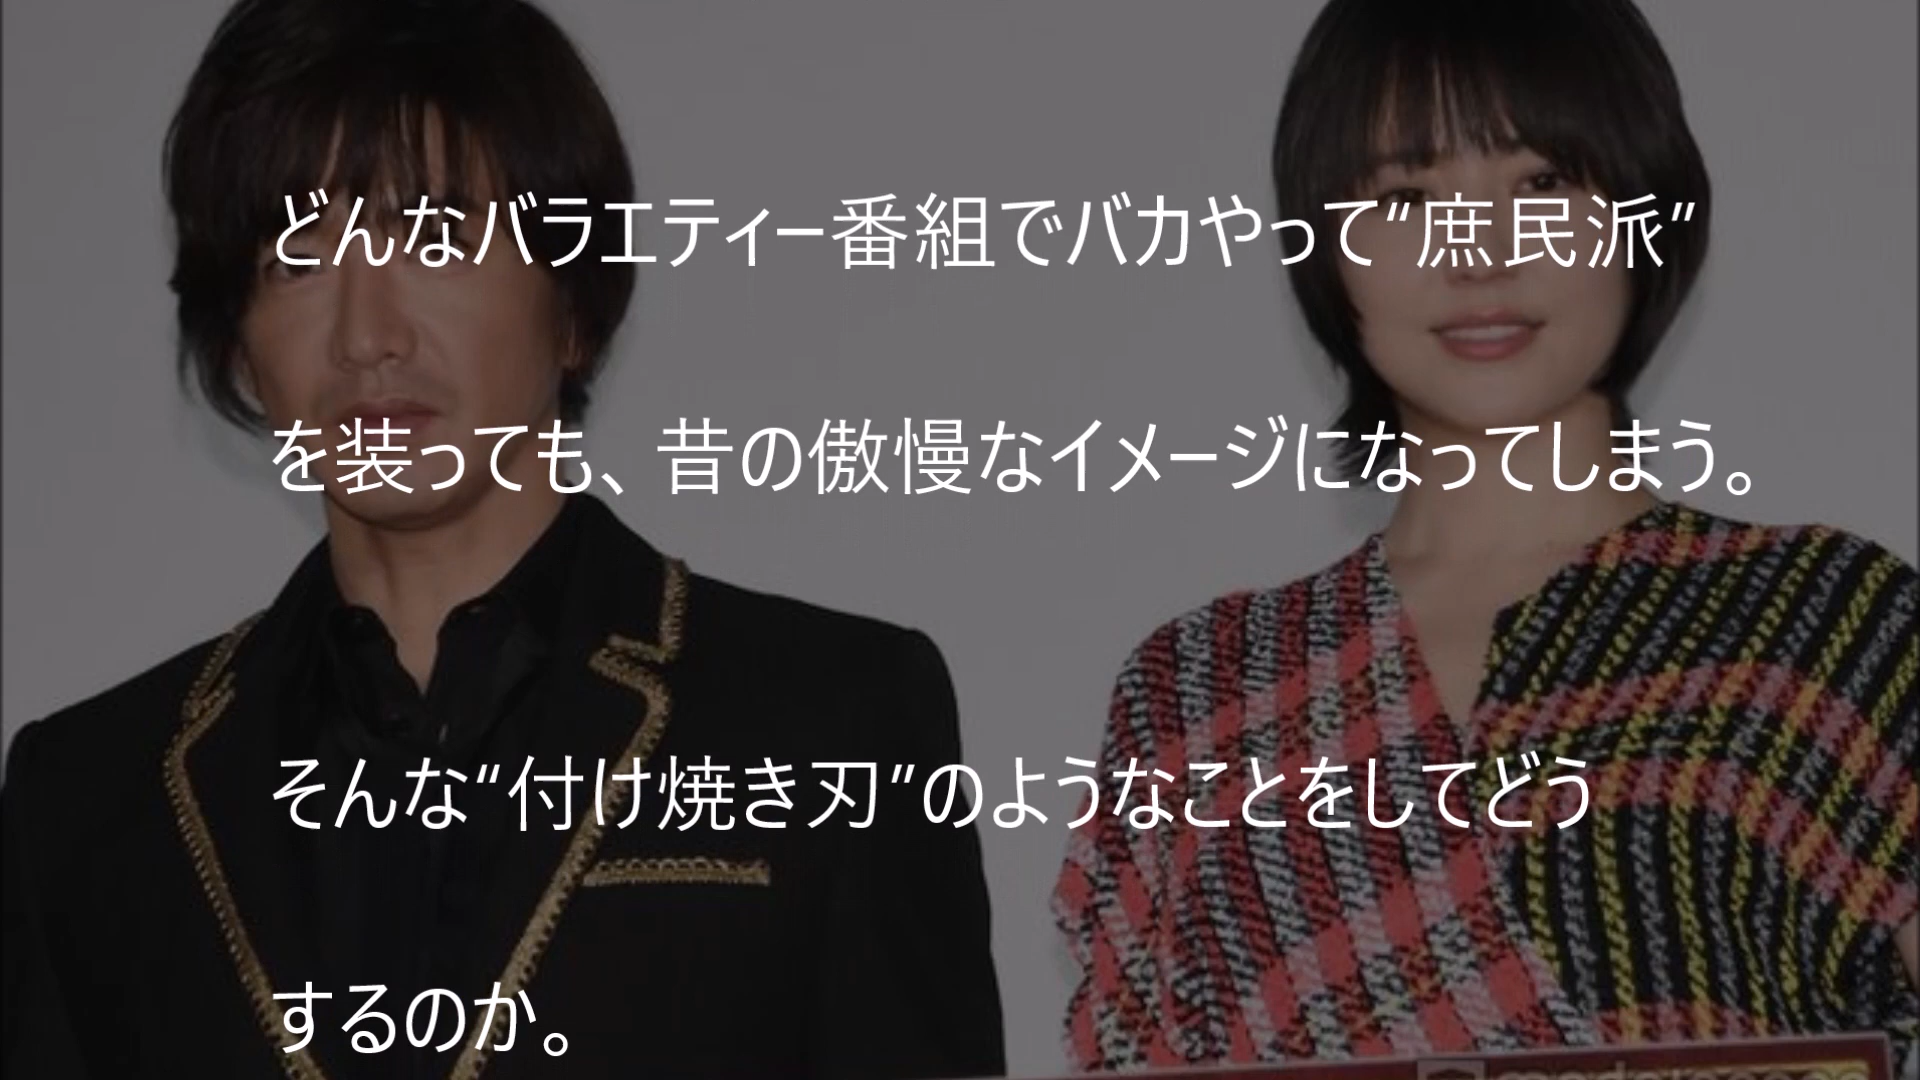 どんなバラエティー番組でバカやって“庶民派”
を装っても、昔の傲慢なイメージになってしまう。
そんな“付け焼き刃”のようなことをしてどう
するのか。